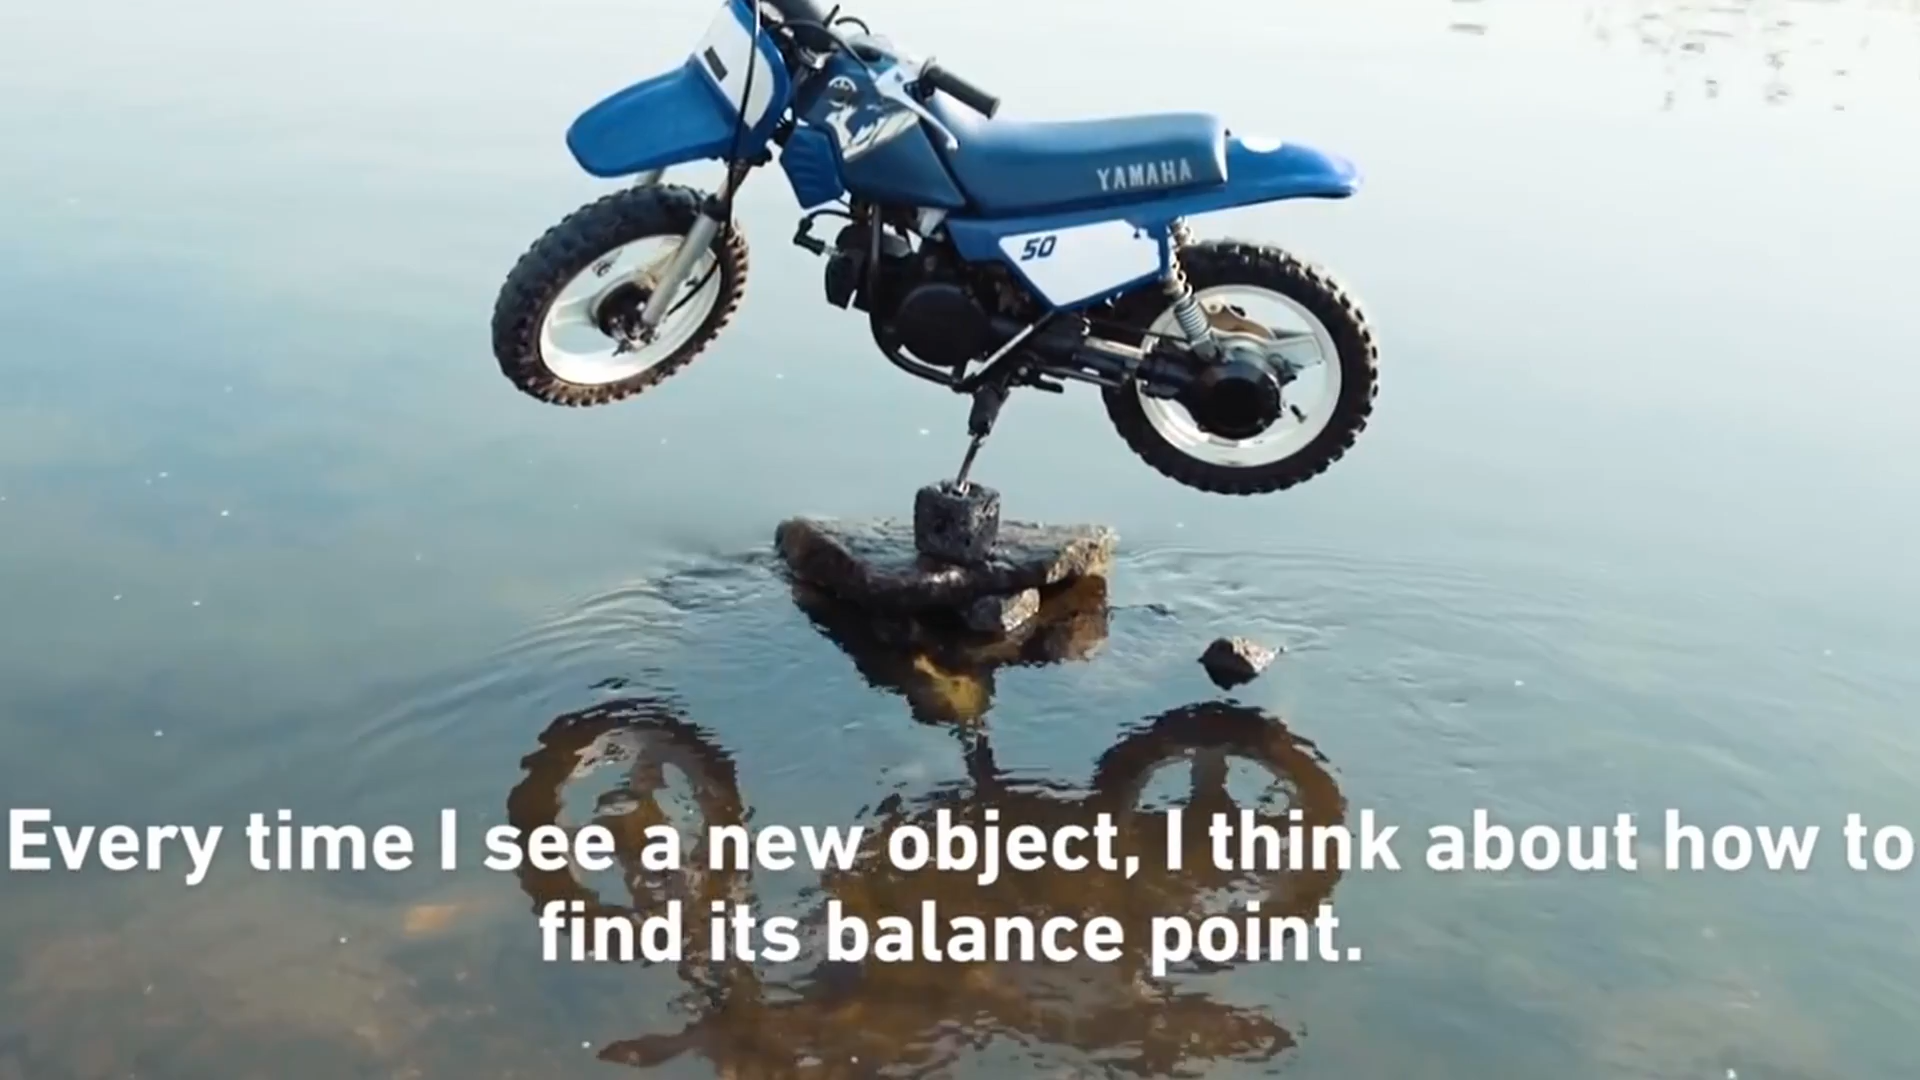 YAMAHA
50
Every time I see a new object, I think about how to
find its balance point.